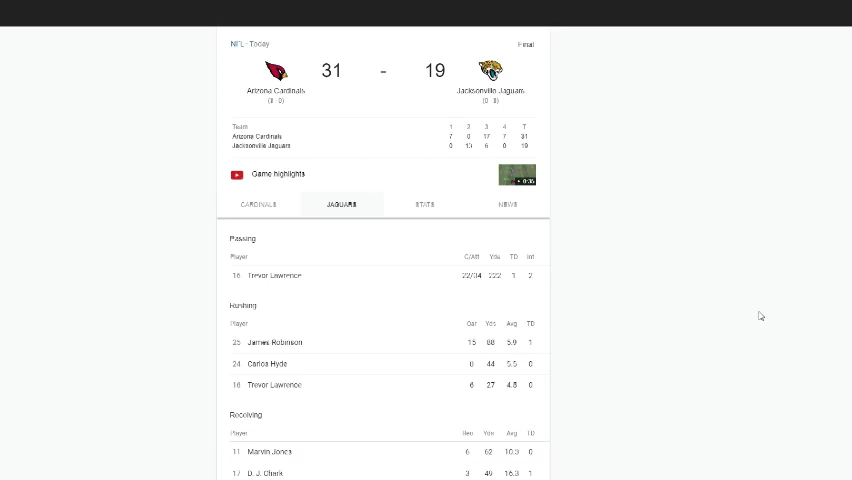 NFL · Today
Final
31 - 19
Arizona Cardinals
Jacksonville Jaguars
Team 1 2 3 4 T
Arizona Cardinals 7 0 17 7 31
Jacksonville Jaguars 0 13 6 0 19
Game highlights
0:36
CARDINALS JAGUARS STATS NEWS
Passing
Player C/Att Yds TD Int
16 Trevor Lawrence 22/34 222 1 2
Rushing
Player Car Yds Avg TD
25 James Robinson 15 88 5.9 1
24 Carlos Hyde 44 5.5 0
16 Trevor Lawrence 6 27 4.8 0
Receiving
Player Rec Yds Avg TD
11 Marvin Jones 6 62 10.3 0
17 D. J. Chark 3 49 16.3 1